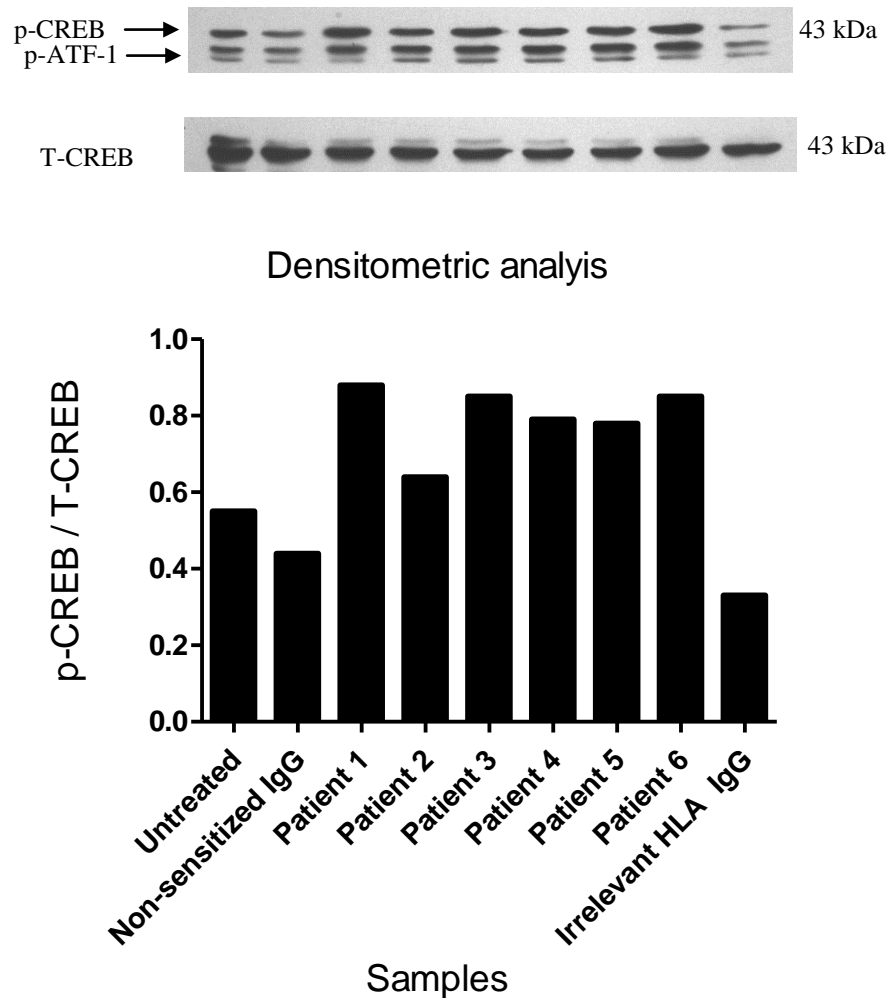 p-CREB 43 kDa
p-ATF-1
T-CREB 43 kDa
Densitometric analyis
p-CREB / T-CREB
1.0
0.8
0.6
0.4
0.2
0.0
Untreated
Non-sensitized IgG
Patient 1
Patient 2
Patient 3
Patient 4
Patient 5
Patient 6
Irrelevant HLA IgG
Samples